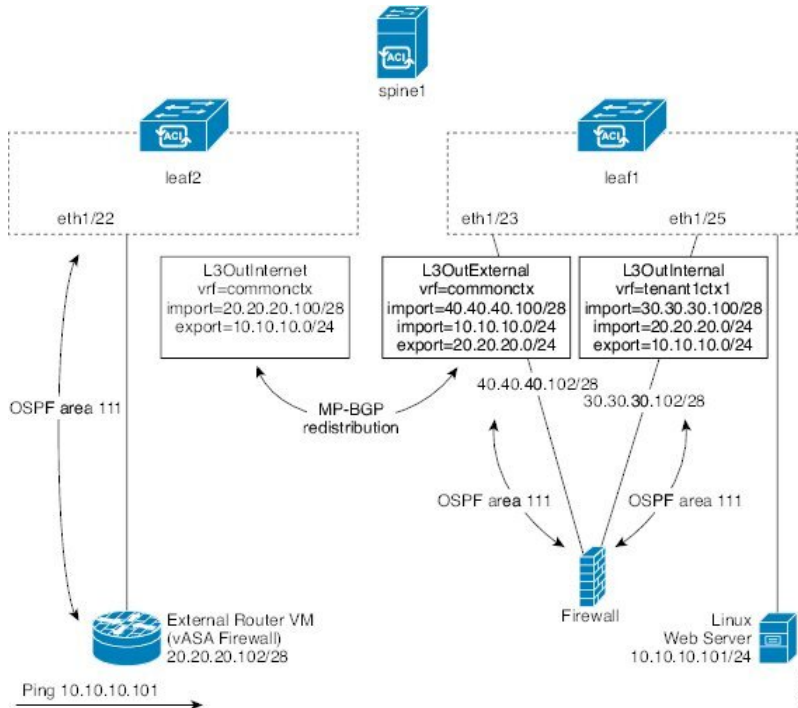 ACI
spine1
ACI
leaf2
ACI
leaf1
eth1/22
eth1/23
eth1/25
L3OutInternet
vrf=commonctx
import=20.20.20.100/28
export=10.10.10.0/24
L3OutExternal
vrf=commonctx
import=40.40.40.100/28
import=10.10.10.0/24
export=20.20.20.0/24
L3OutInternal
vrf=tenant1ctx1
import=30.30.30.100/28
import=20.20.20.0/24
export=10.10.10.0/24
40.40.40.102/28
30.30.30.102/28
MP-BGP
redistribution
OSPF area 111
OSPF area 111
OSPF area 111
External Router VM
(vASA Firewall)
20.20.20.102/28
Firewall
Linux
Web Server
10.10.10.101/24
Ping 10.10.10.101